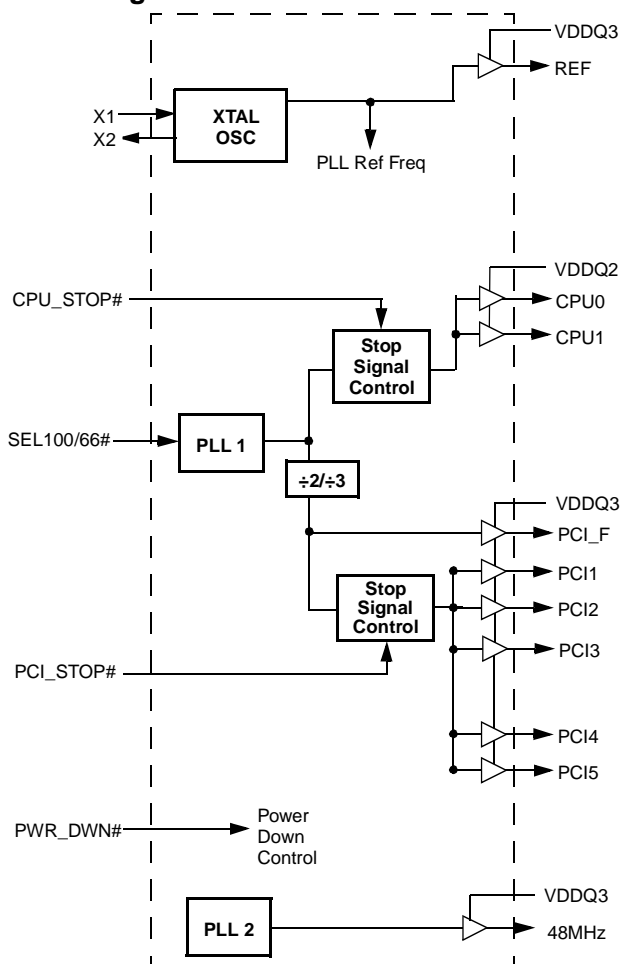 VDDQ3
REF
X1
X2
XTAL
OSC
PLL Ref Freq
VDDQ2
CPU_STOP#
CPU0
CPU1
Stop
Signal
Control
SEL100/66#
PLL 1
÷2/÷3
VDDQ3
PCI_F
PCI1
Stop
Signal
Control
PCI2
PCI3
PCI_STOP#
PCI4
PCI5
PWR_DWN#
Power
Down
Control
VDDQ3
PLL 2
48MHz